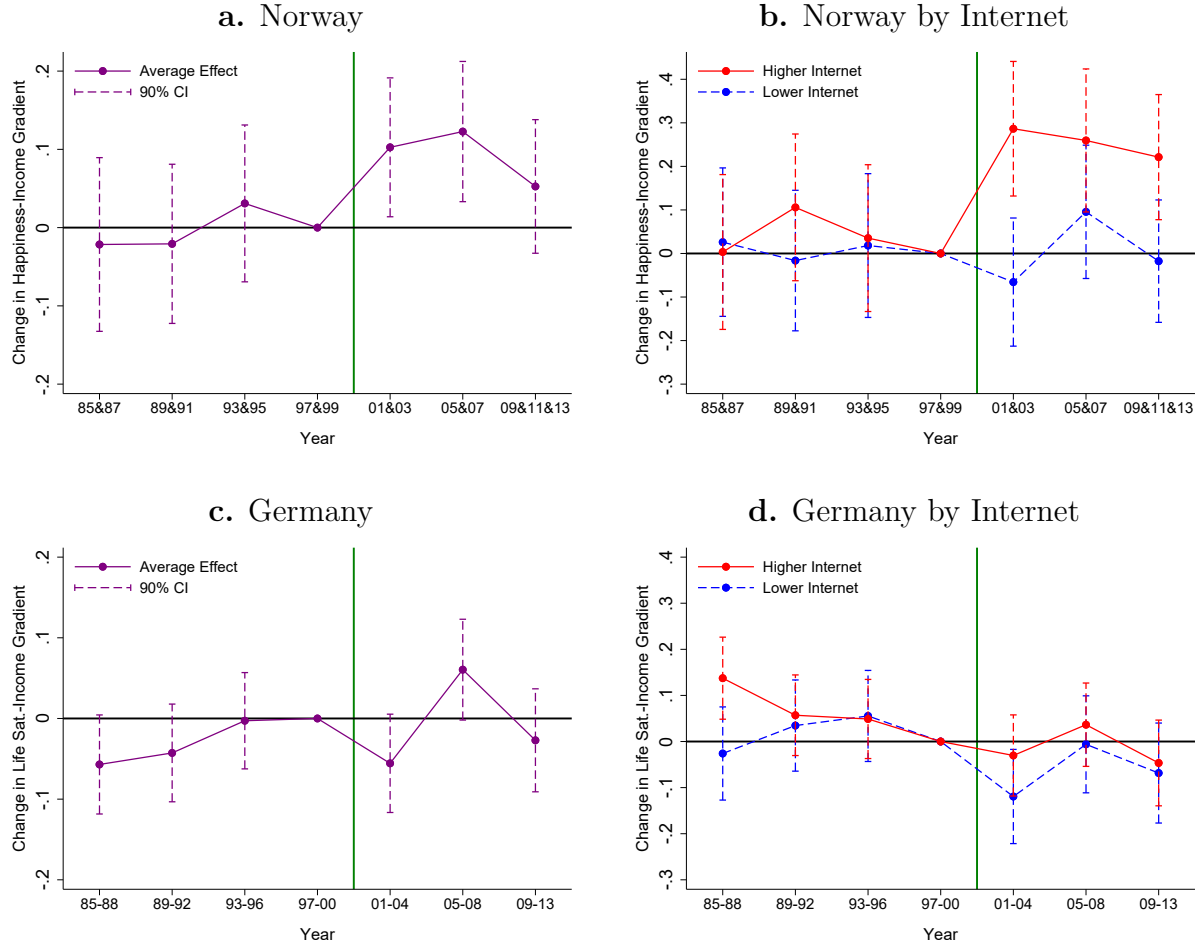 a. Norway
Change in Happiness-Income Gradient
.2
.1
0
-.1
-.2
Average Effect
90% CI
85&87 89&91 93&95 97&99 01&03 05&07 09&11&13
Year
b. Norway by Internet
Change in Happiness-Income Gradient
.4
.3
.2
.1
0
-.1
-.2
-.3
Higher Internet
Lower Internet
85&87 89&91 93&95 97&99 01&03 05&07 09&11&13
Year
c. Germany
Change in Life Sat.-Income Gradient
.2
.1
0
-.1
-.2
Average Effect
90% CI
85-88 89-92 93-96 97-00 01-04 05-08 09-13
Year
d. Germany by Internet
Change in Life Sat.-Income Gradient
.4
.3
.2
.1
0
-.1
-.2
-.3
Higher Internet
Lower Internet
85-88 89-92 93-96 97-00 01-04 05-08 09-13
Year